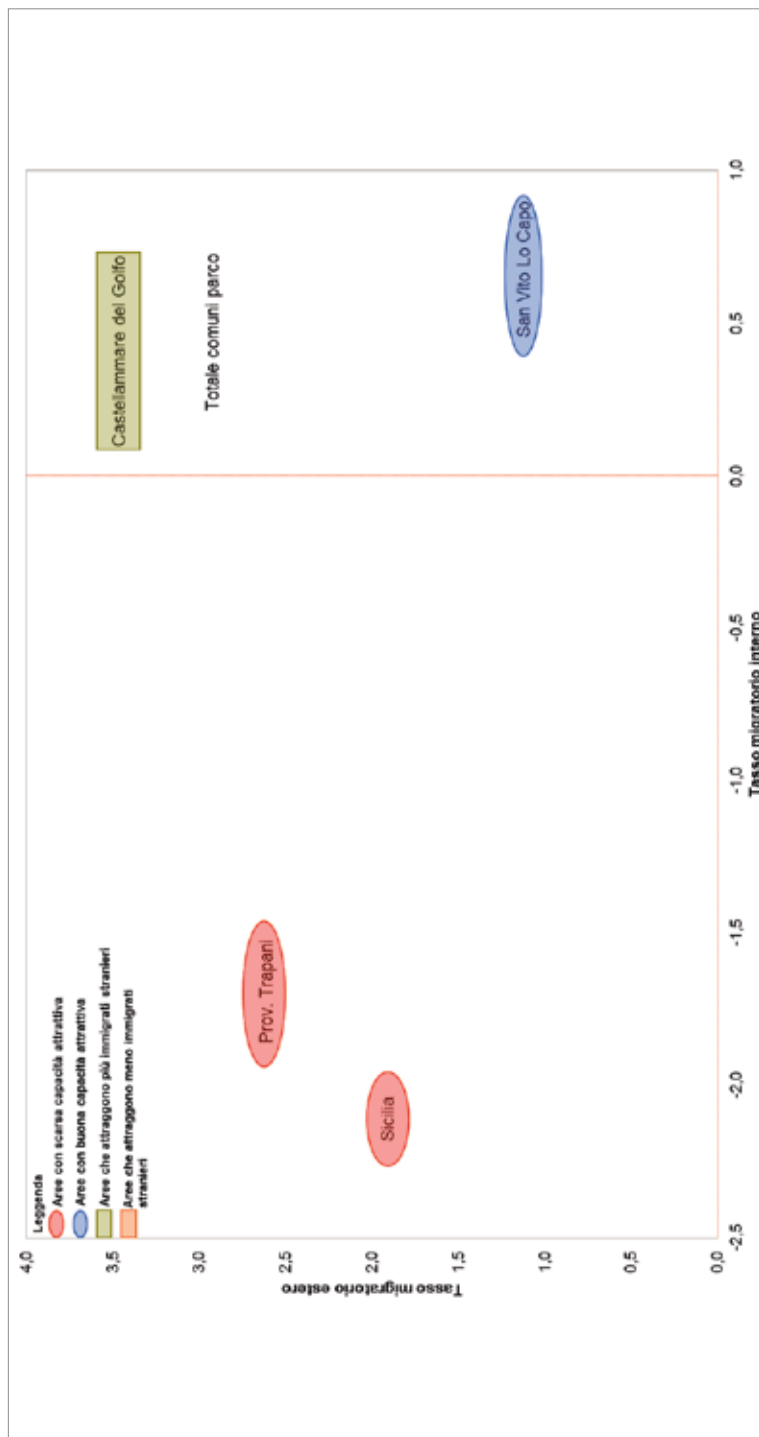 Leggenda
Aree con scarsa capacità attrattiva
Aree con buona capacità attrattiva
Aree che attraggono più immigrati stranieri
Aree che attraggono meno immigrati
stranieri
4,0
3,5
3,0
2,5
2,0
1,5
1,0
0,5
0,0
Tasso migratorio estero
Castellammare del Golfo
Totale comuni parco
Prov. Trapani
Sicilia
San Vito Lo Capo
-2,5
-2,0
-1,5
-1,0
-0,5
0,0
0,5
1,0
Tasso migratorio interno